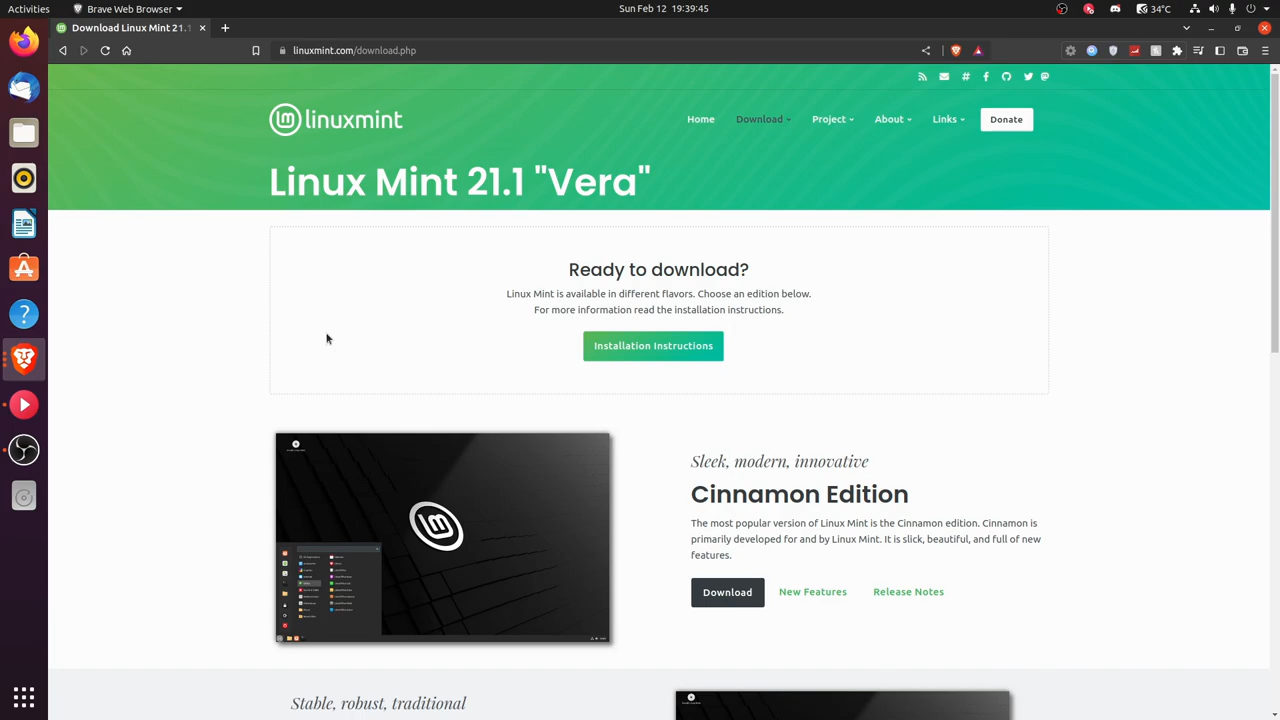 Activities
Brave Web Browser
Sun Feb 12, 19:39:45
34°C
Download Linux Mint 21.1
linuxmint.com/download.php
linuxmint
Home
Download
Project
About
Links
Donate
Linux Mint 21.1 "Vera"
Ready to download?
Linux Mint is available in different flavors. Choose an edition below.
For more information read the installation instructions.
Installation Instructions
Sleek, modern, innovative
Cinnamon Edition
The most popular version of Linux Mint is the Cinnamon edition. Cinnamon is
primarily developed for and by Linux Mint. It is slick, beautiful, and full of new
features.
Download
New Features
Release Notes
Stable, robust, traditional